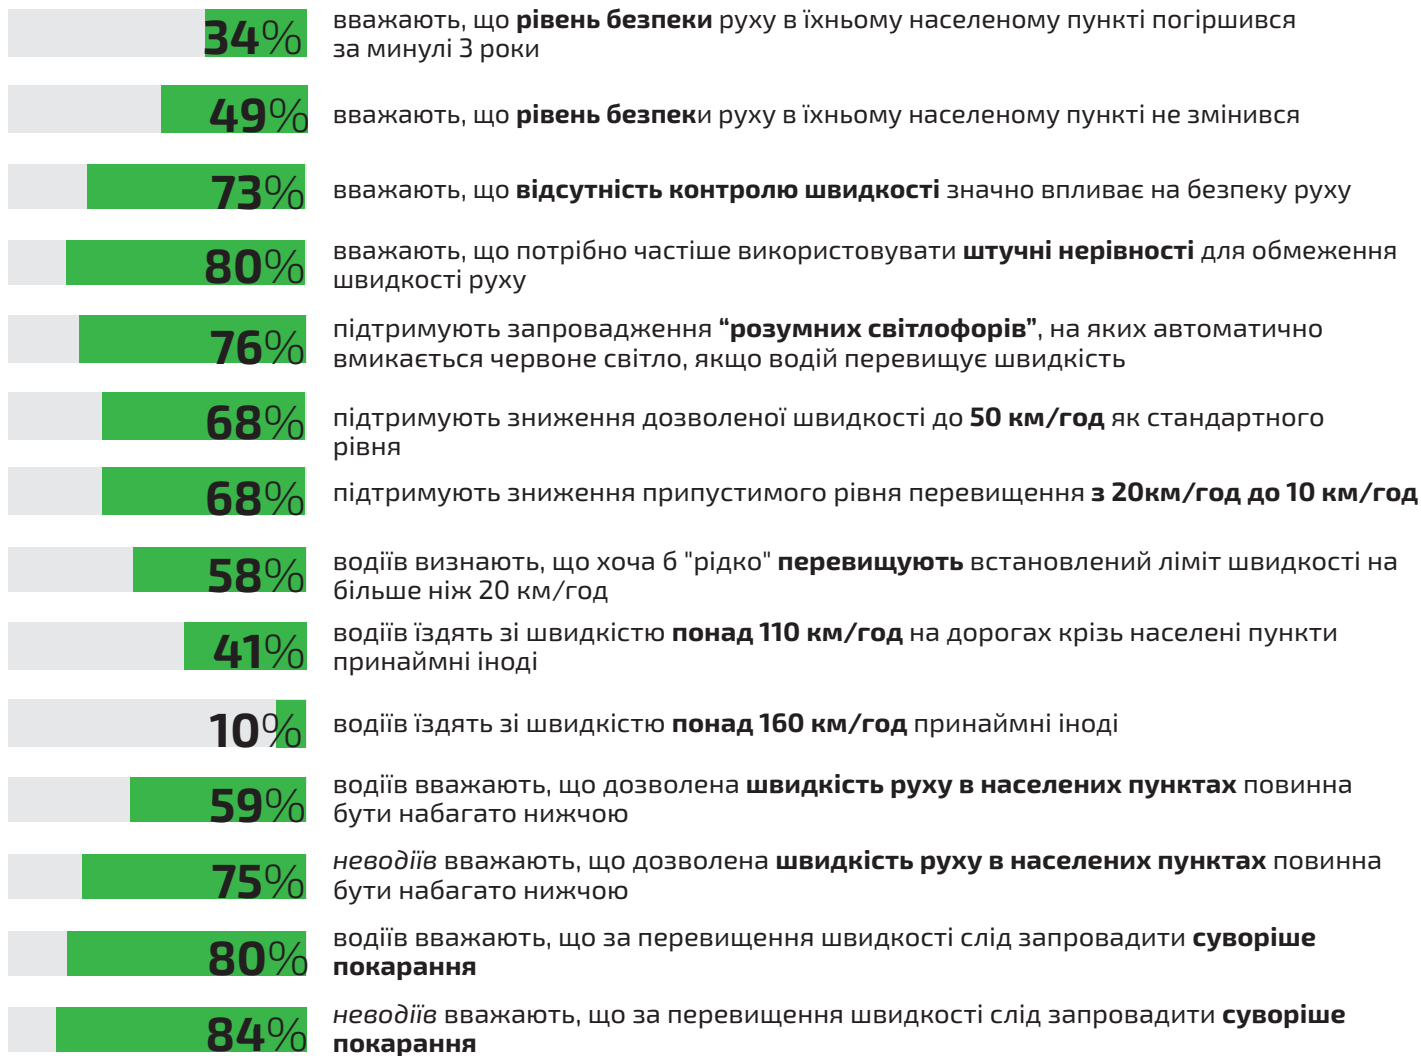 34% вважають, що рівень безпеки руху в їхньому населеному пункті погіршився
за минулі 3 роки
49% вважають, що рівень безпеки руху в їхньому населеному пункті не змінився
73% вважають, що відсутність контролю швидкості значно впливає на безпеку руху
80% вважають, що потрібно частіше використовувати штучні нерівності для обмеження
швидкості руху
76% підтримують запровадження “розумних світлофорів”, на яких автоматично
вмикається червоне світло, якщо водій перевищує швидкість
68% підтримують зниження дозволеної швидкості до 50 км/год як стандартного
рівня
68% підтримують зниження припустимого рівня перевищення з 20км/год до 10 км/год
58% водіїв визнають, що хоча б "рідко" перевищують встановлений ліміт швидкості на
більше ніж 20 км/год
41% водіїв їздять зі швидкістю понад 110 км/год на дорогах крізь населені пункти
принаймні іноді
10% водіїв їздять зі швидкістю понад 160 км/год принаймні іноді
59% водіїв вважають, що дозволена швидкість руху в населених пунктах повинна
бути набагато нижчою
75% неводіїв вважають, що дозволена швидкість руху в населених пунктах повинна
бути набагато нижчою
80% водіїв вважають, що за перевищення швидкості слід запровадити суворіше
покарання
84% неводіїв вважають, що за перевищення швидкості слід запровадити суворіше
покарання